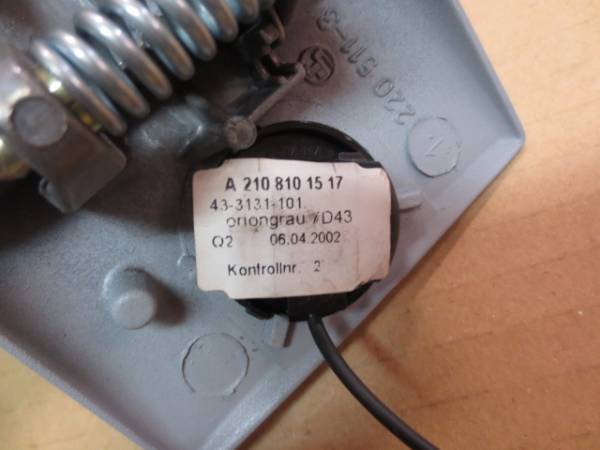 A 210 810 15 17
43-3131-101
oriongrau 7D43
Q2 06.04.2002
Kontrollnr. 2
220 511-3